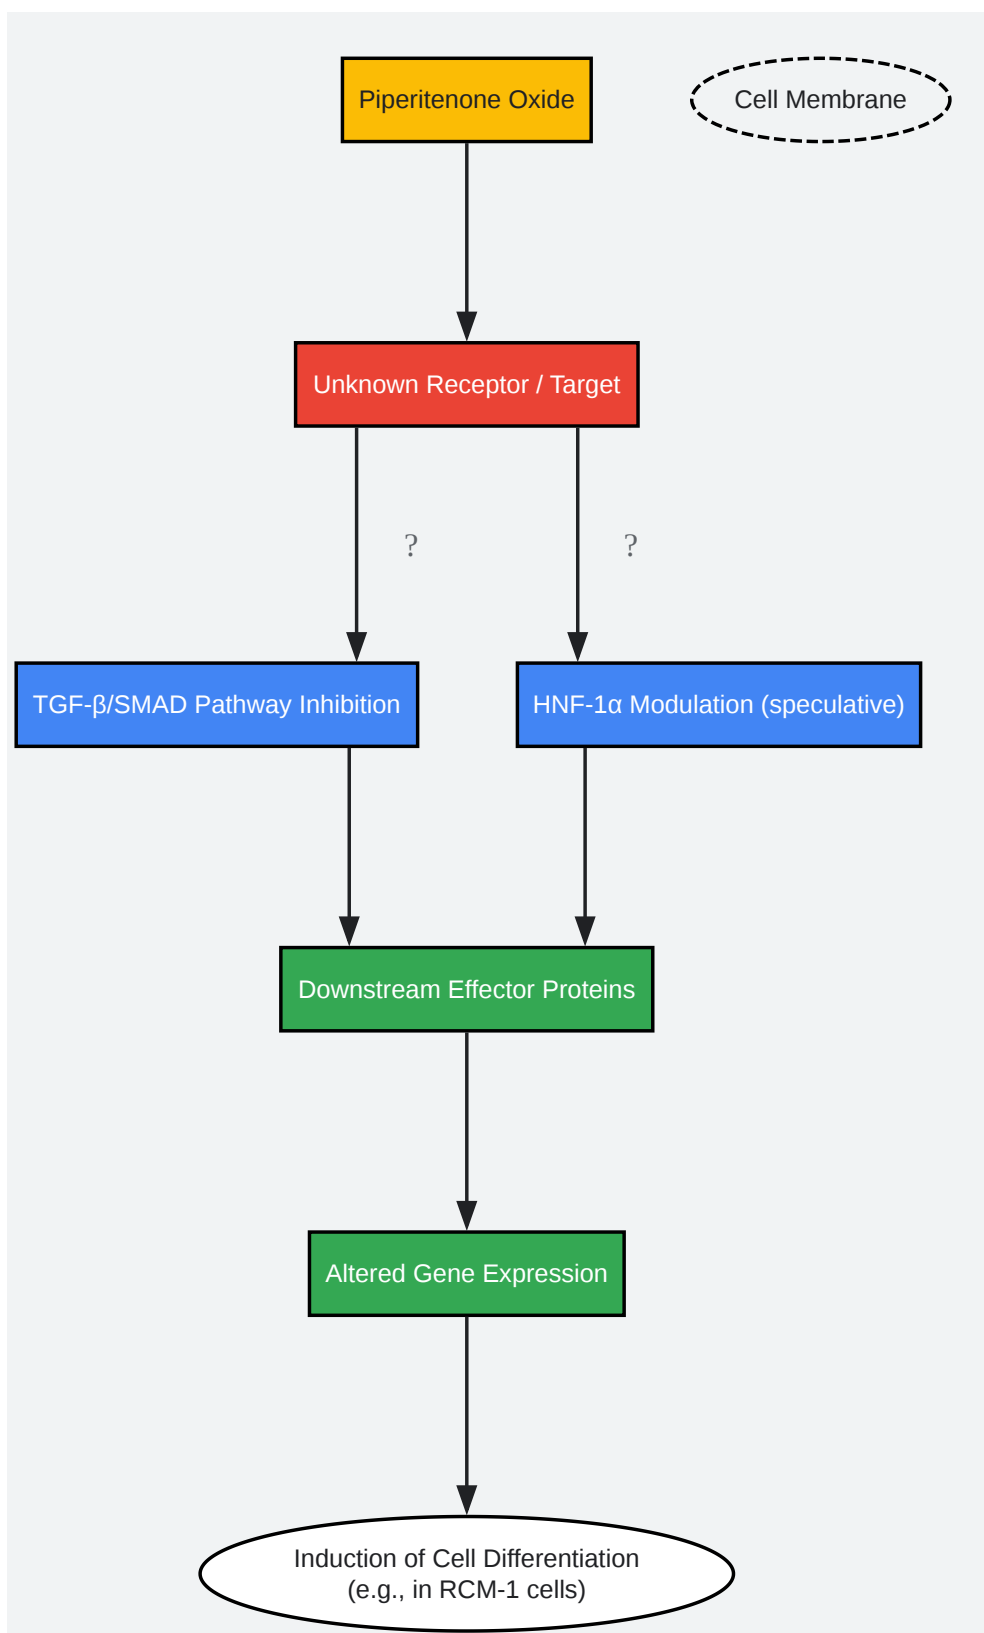 Piperitenone Oxide
Cell Membrane
Unknown Receptor / Target
?
?
TGF-β/SMAD Pathway Inhibition
HNF-1α Modulation (speculative)
Downstream Effector Proteins
Altered Gene Expression
Induction of Cell Differentiation
(e.g., in RCM-1 cells)